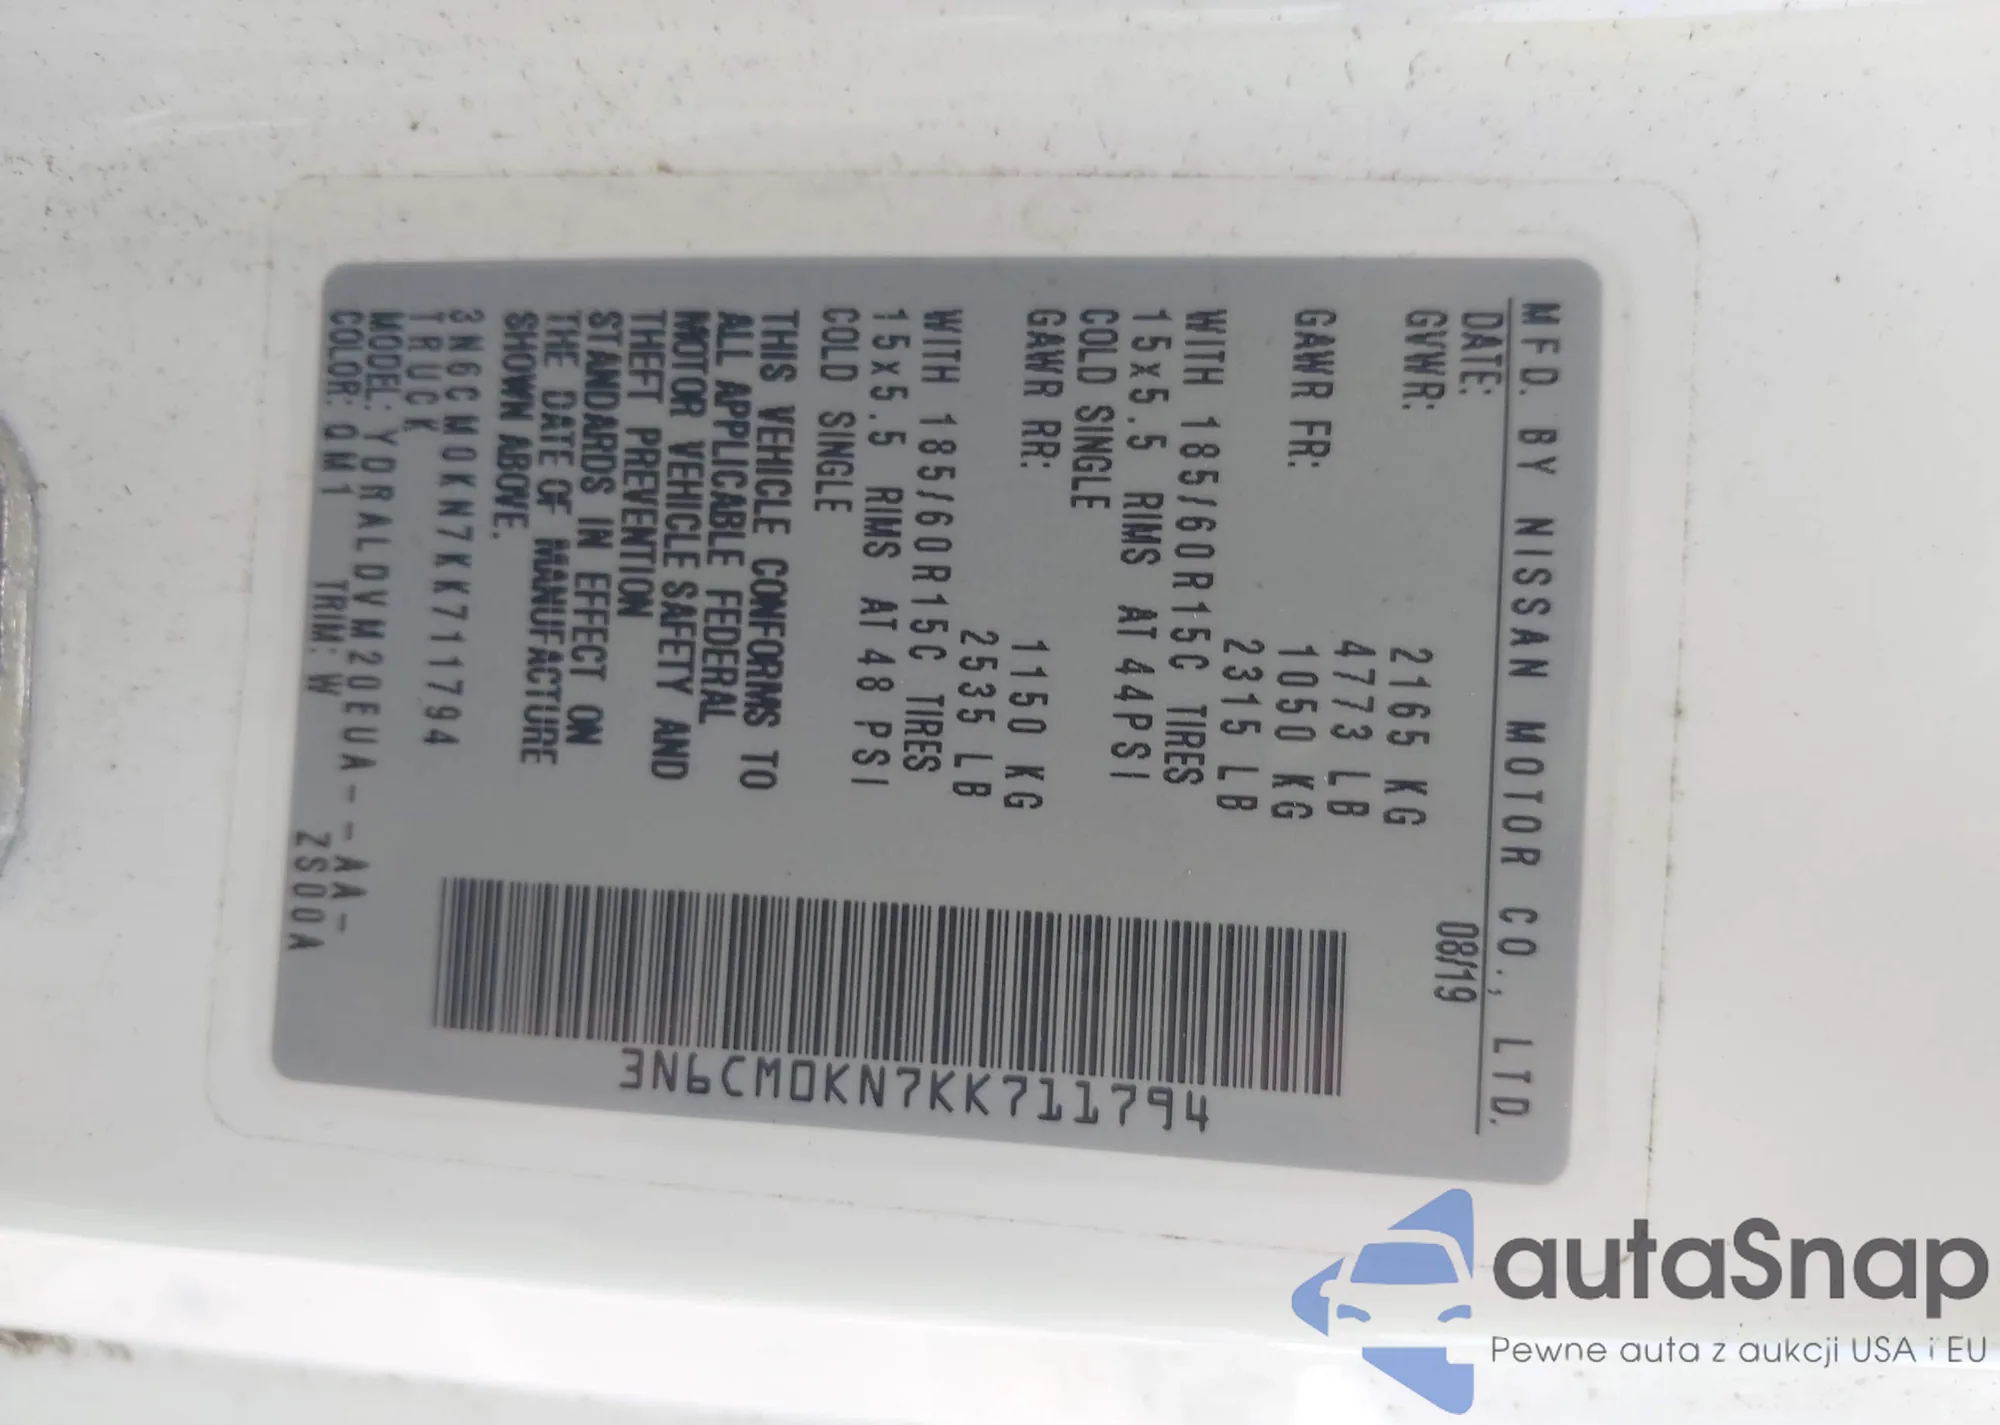 MFD. BY NISSAN MOTOR CO., LTD.
DATE: 08/19
GVWR: 2165 KG
4773 LB
GAWR FR: 1050 KG
2315 LB
WITH 185/60R15C TIRES
15x5.5 RIMS AT 44PSI
COLD SINGLE
GAWR RR: 1150 KG
2535 LB
WITH 185/60R15C TIRES
15x5.5 RIMS AT 48 PSI
COLD SINGLE
THIS VEHICLE CONFORMS TO
ALL APPLICABLE FEDERAL
MOTOR VEHICLE SAFETY AND
THEFT PREVENTION
STANDARDS IN EFFECT ON
THE DATE OF MANUFACTURE
SHOWN ABOVE.
3N6CM0KN7KK711794
TRUCK
MODEL: YDRALDVM20EUA--AA-
COLOR: QM1 TRIM: W ZS00A
3N6CM0KN7KK711794
autaSnap
Pewne auta z aukcji USA i EU